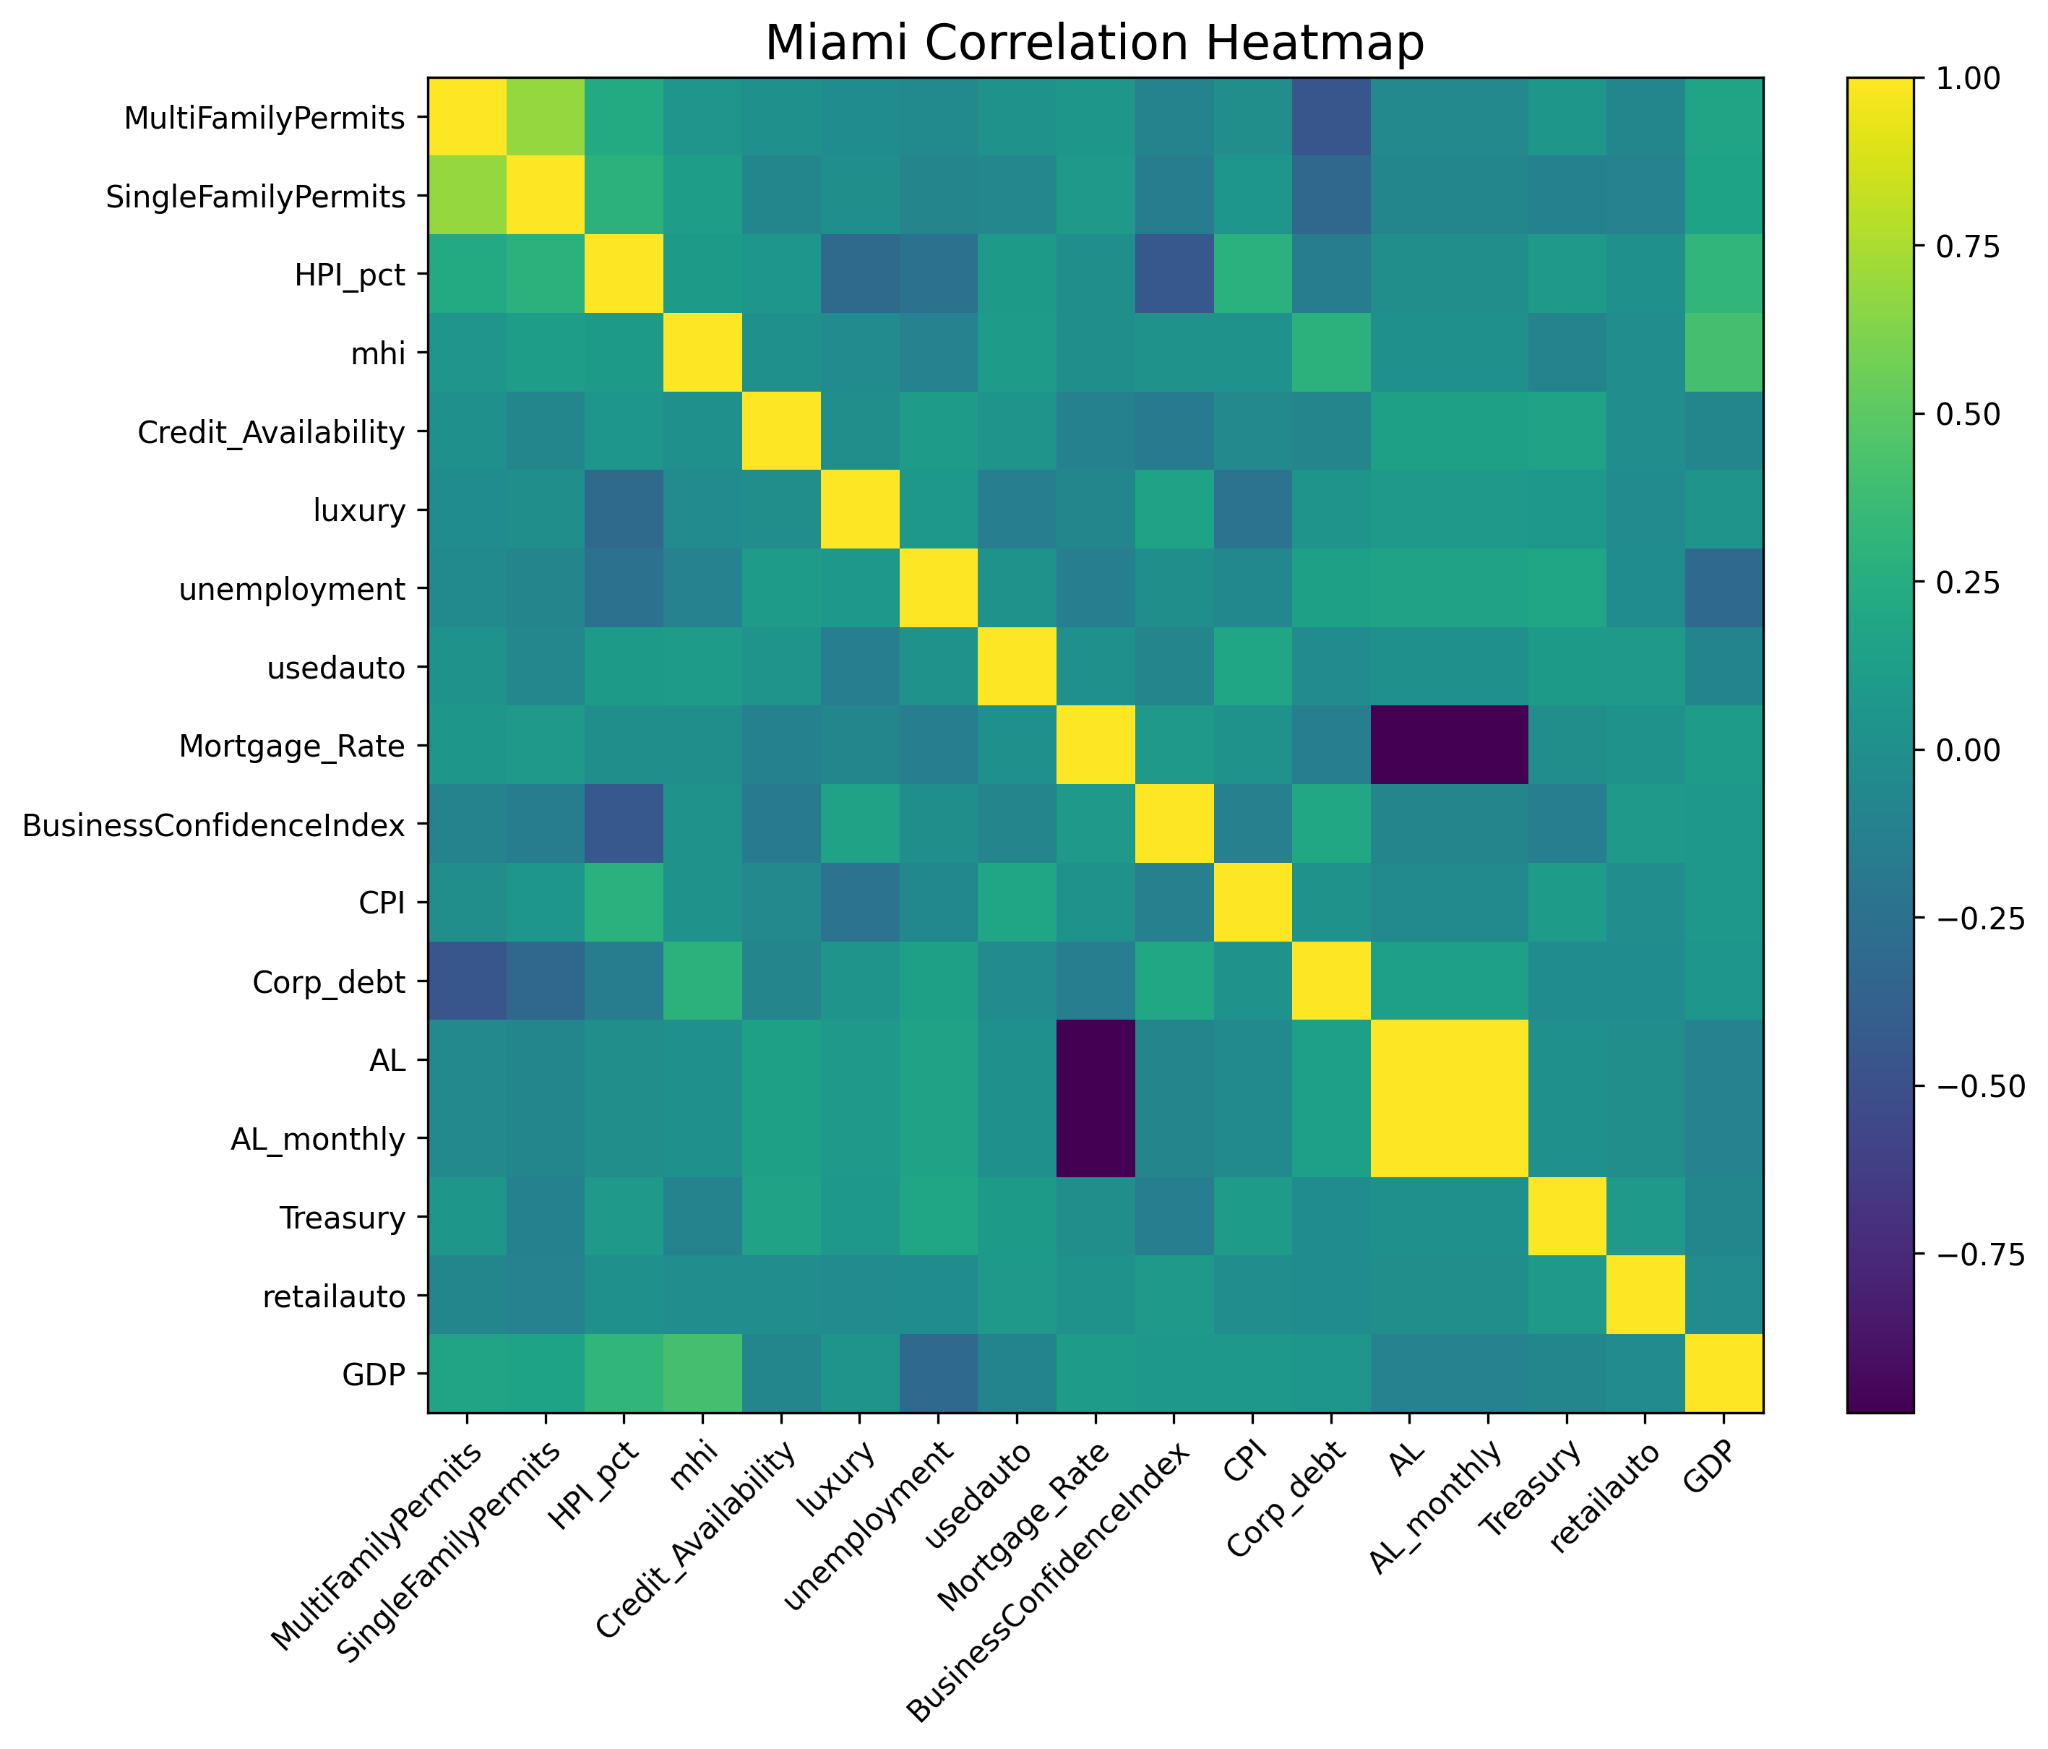 Miami Correlation Heatmap
MultiFamilyPermits
SingleFamilyPermits
HPI_pct
mhi
Credit_Availability
luxury
unemployment
usedauto
Mortgage_Rate
BusinessConfidenceIndex
CPI
Corp_debt
AL
AL_monthly
Treasury
retailauto
GDP
MultiFamilyPermits
SingleFamilyPermits
HPI_pct
mhi
Credit_Availability
luxury
unemployment
usedauto
Mortgage_Rate
BusinessConfidenceIndex
CPI
Corp_debt
AL
AL_monthly
Treasury
retailauto
GDP
1.00
0.75
0.50
0.25
0.00
−0.25
−0.50
−0.75